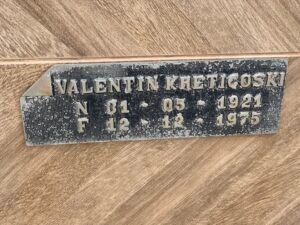 VALENTIN KRETICOSKI
N 01 - 05 - 1921
F 12 - 12 - 1975